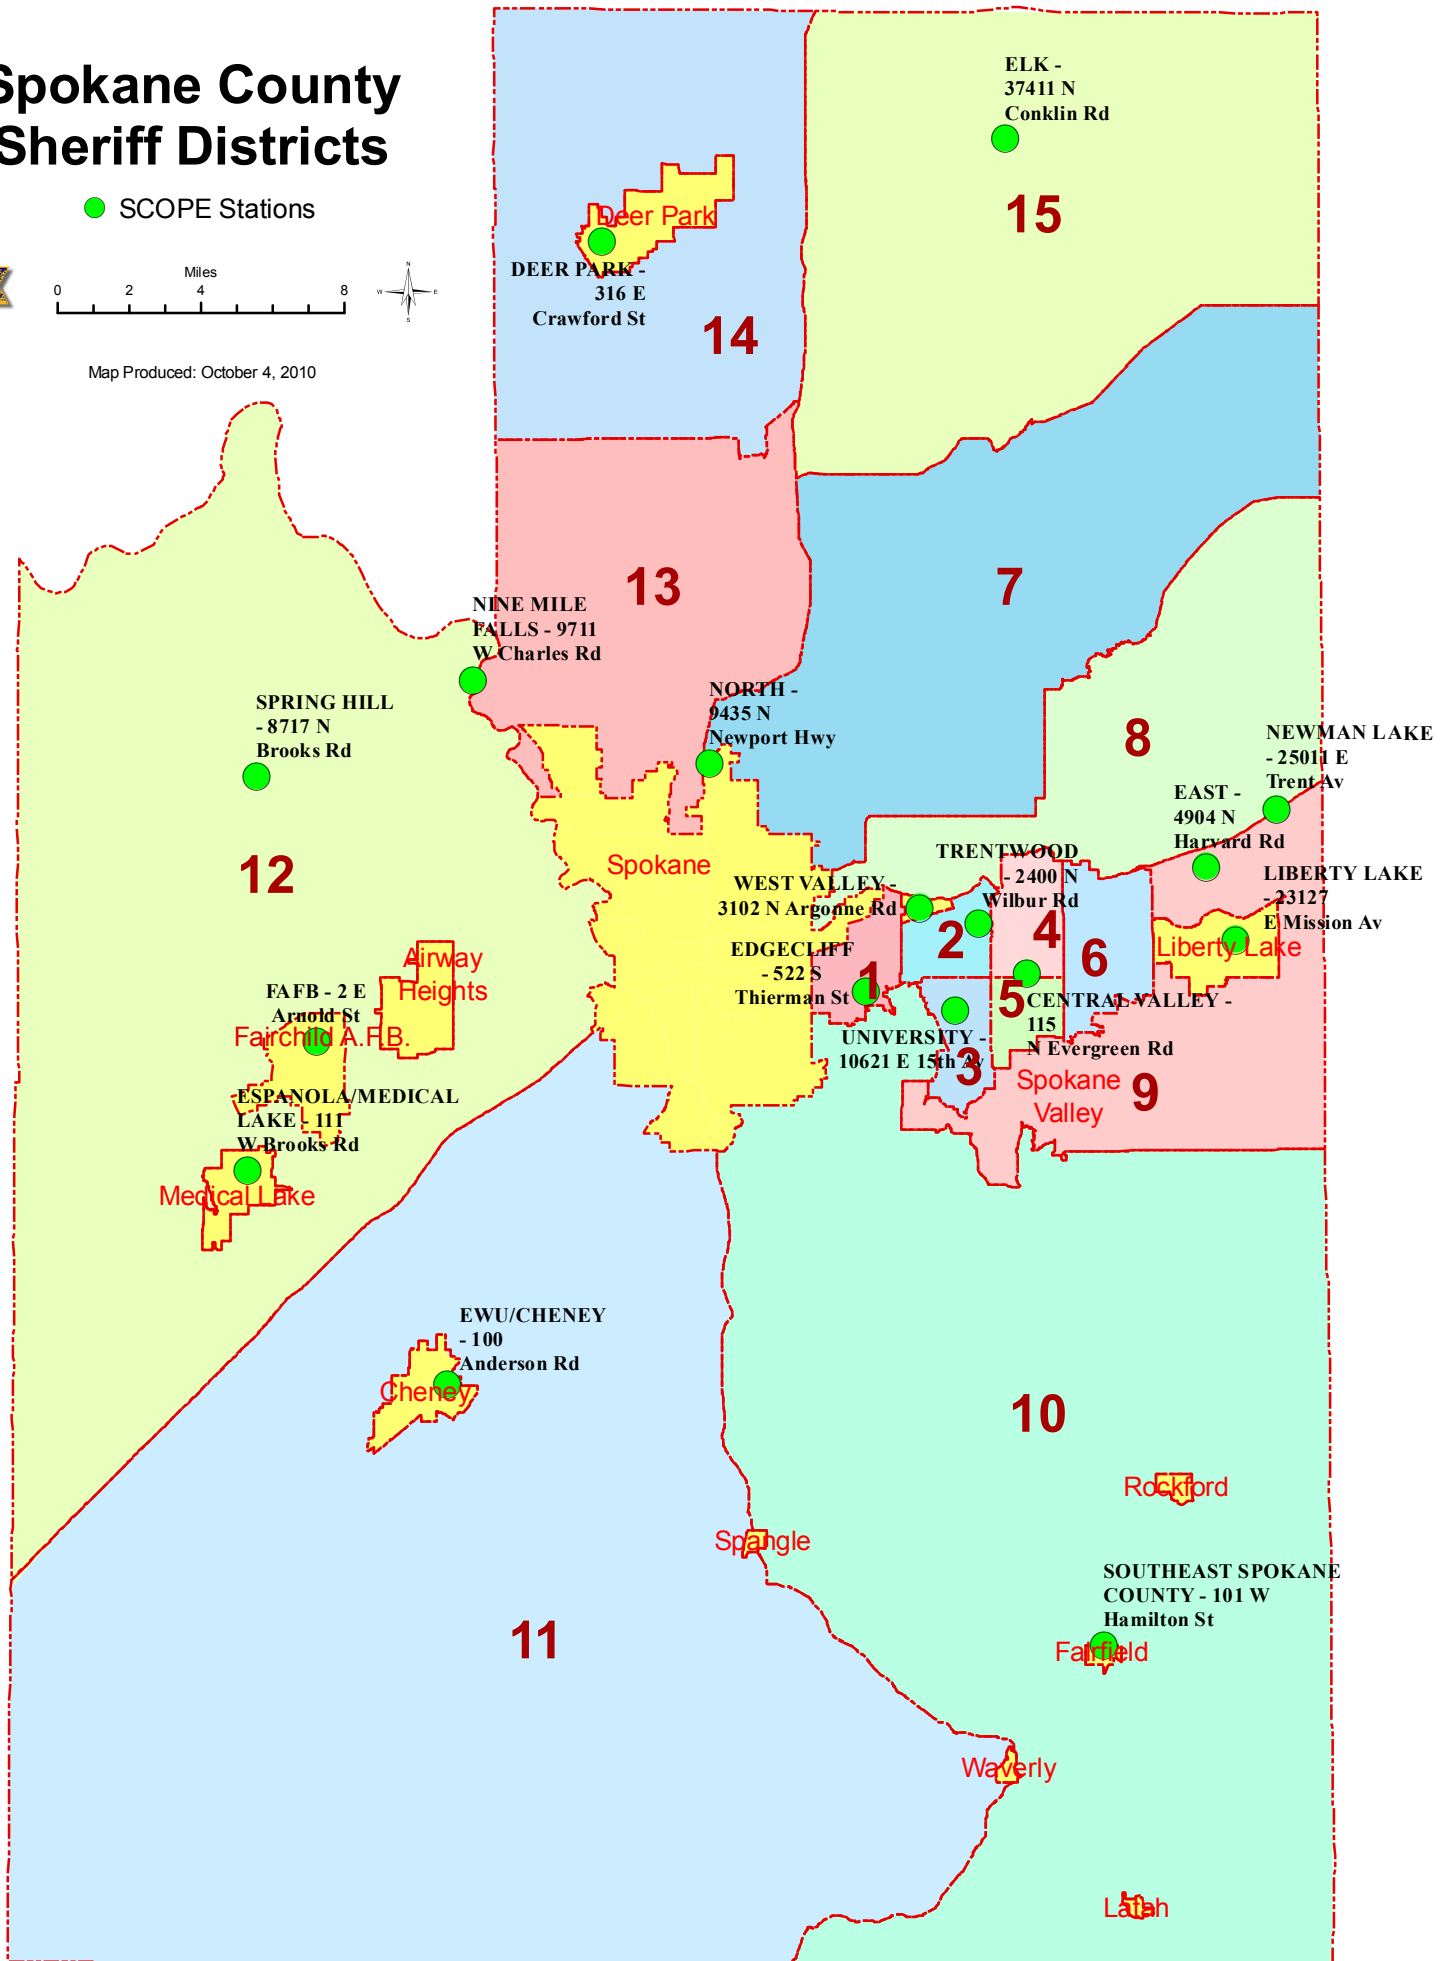 Spokane County
Sheriff Districts
SCOPE Stations
Miles
0 2 4 8
N
W E
S
Map Produced: October 4, 2010
ELK -
37411 N
Conklin Rd
15
Deer Park
DEER PARK -
316 E
Crawford St
14
13
7
NINE MILE
FALLS - 9711
W Charles Rd
SPRING HILL
- 8717 N
Brooks Rd
NORTH -
9435 N
Newport Hwy
8
NEWMAN LAKE
- 25011 E
Trent Av
EAST -
4904 N
Harvard Rd
12
Spokane
TRENTWOOD
- 2400 N
Wilbur Rd
WEST VALLEY -
3102 N Argonne Rd
LIBERTY LAKE
- 23127
E Mission Av
Liberty Lake
2
4
6
EDGECLIFF
- 522 S
Thierman St
1
5
CENTRAL VALLEY -
115
N Evergreen Rd
UNIVERSITY -
10621 E 15th Av
3
Spokane
Valley
9
Airway
Heights
FAFB - 2 E
Arnold St
Fairchild A.F.B.
ESPANOLA/MEDICAL
LAKE - 111
W Brooks Rd
Medical Lake
EWU/CHENEY
- 100
Anderson Rd
Cheney
10
Rockford
Spangle
SOUTHEAST SPOKANE
COUNTY - 101 W
Hamilton St
Fairfield
11
Waverly
Latah